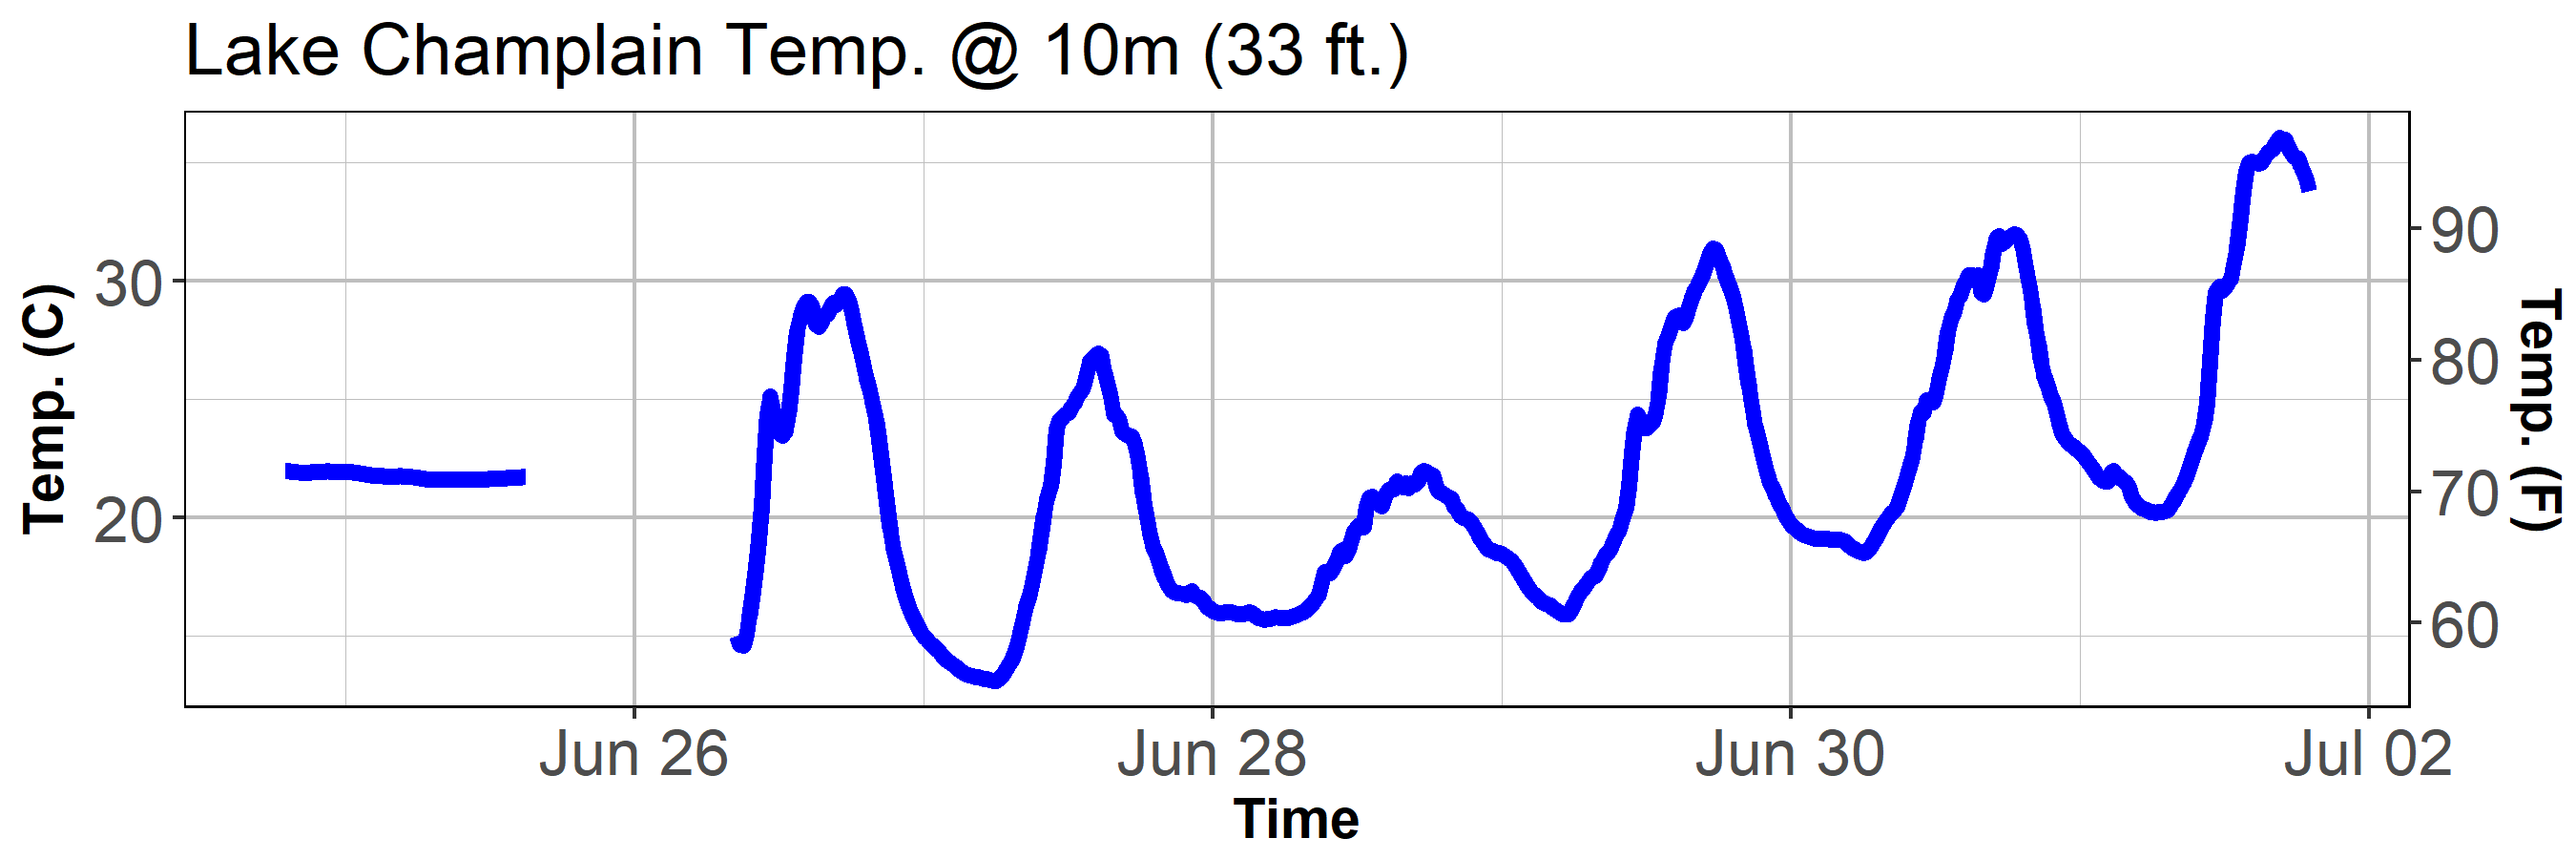 Lake Champlain Temp. @ 10m (33 ft.)
Temp. (C)
30
20
90
80
70
60
Temp. (F)
Jun 26
Jun 28
Jun 30
Jul 02
Time